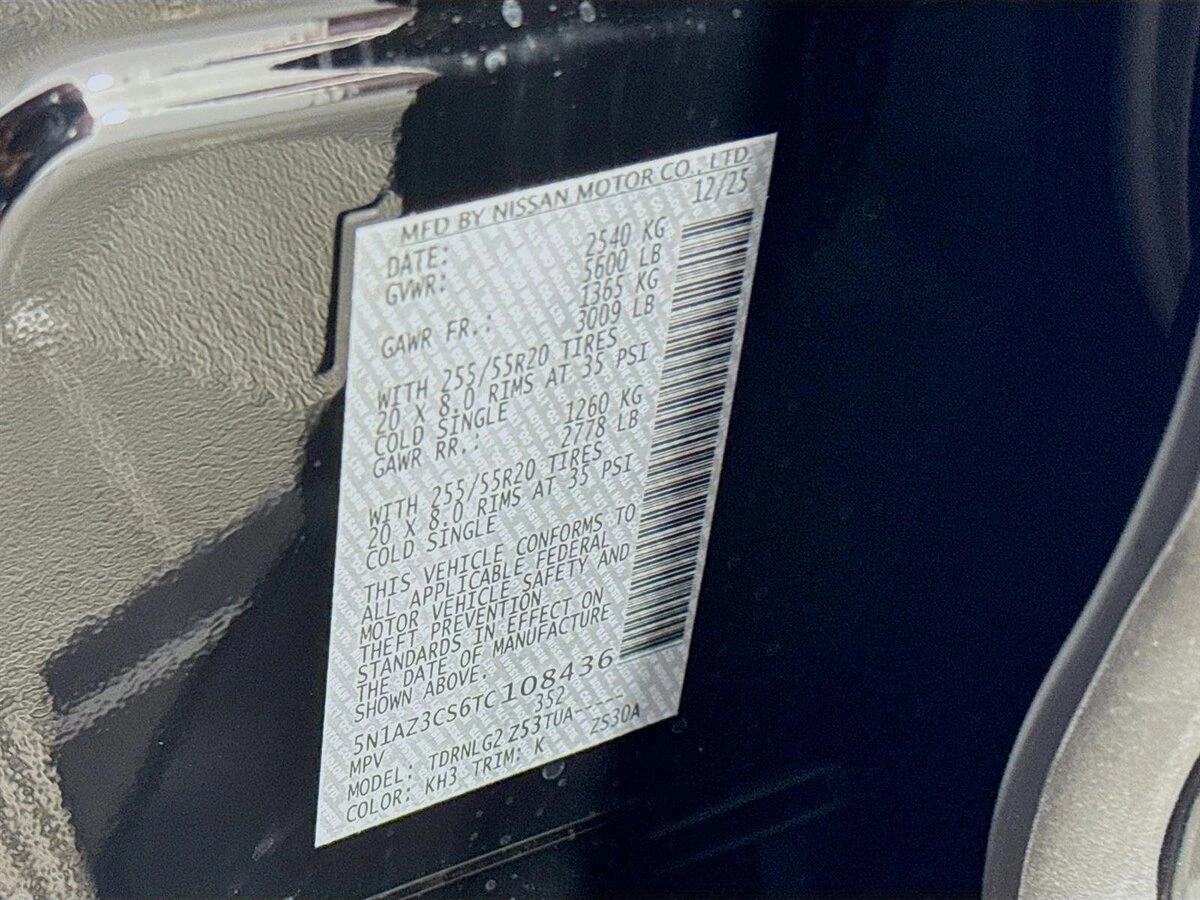 MFD BY NISSAN MOTOR CO., LTD.
DATE: 12/25
GVWR: 2540 KG
5600 LB
GAWR FR.: 1365 KG
3009 LB
WITH 255/55R20 TIRES
20 X 8.0 RIMS AT 35 PSI
COLD SINGLE
GAWR RR.: 1260 KG
2778 LB
WITH 255/55R20 TIRES
20 X 8.0 RIMS AT 35 PSI
COLD SINGLE
THIS VEHICLE CONFORMS TO
ALL APPLICABLE FEDERAL
MOTOR VEHICLE SAFETY AND
THEFT PREVENTION
STANDARDS IN EFFECT ON
THE DATE OF MANUFACTURE
SHOWN ABOVE.
5N1AZ3CS6TC108436
MPV 352
MODEL: TDRNLG2 Z53TUA-----
COLOR: KH3 TRIM: K ZS30A